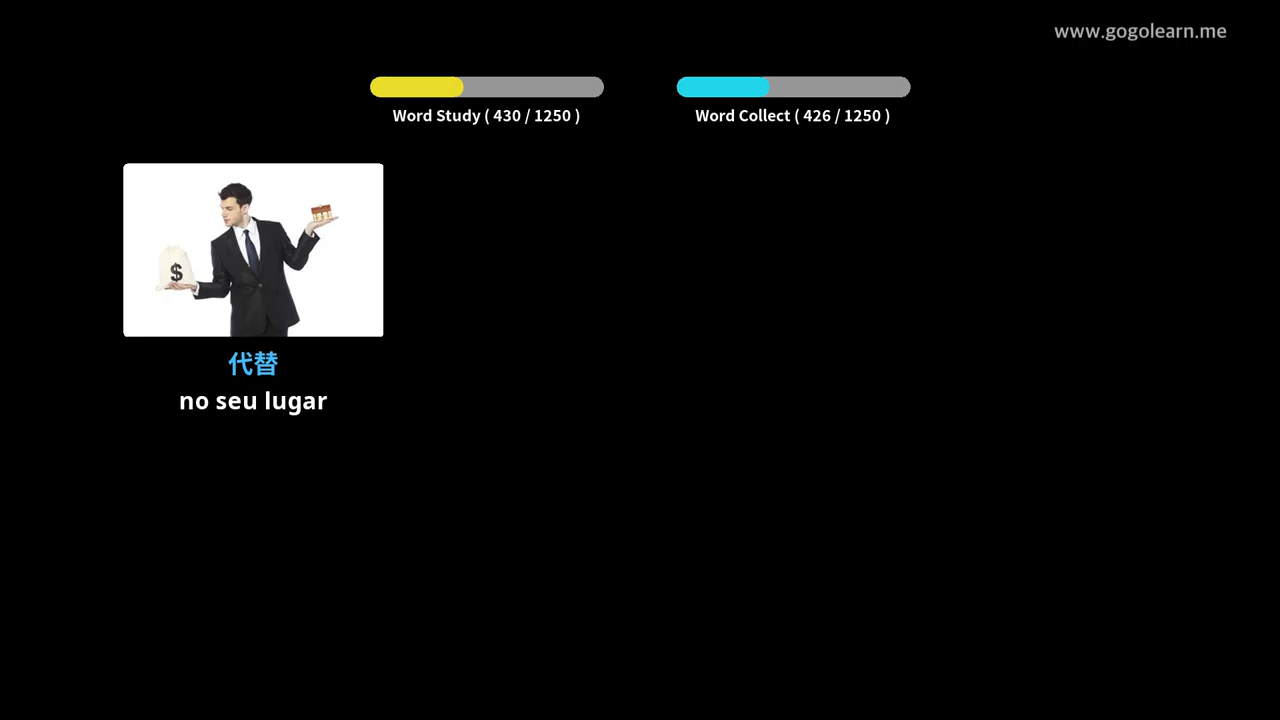 www.gogolearn.me
Word Study ( 430 / 1250 )
Word Collect ( 426 / 1250 )
$
代替
no seu lugar